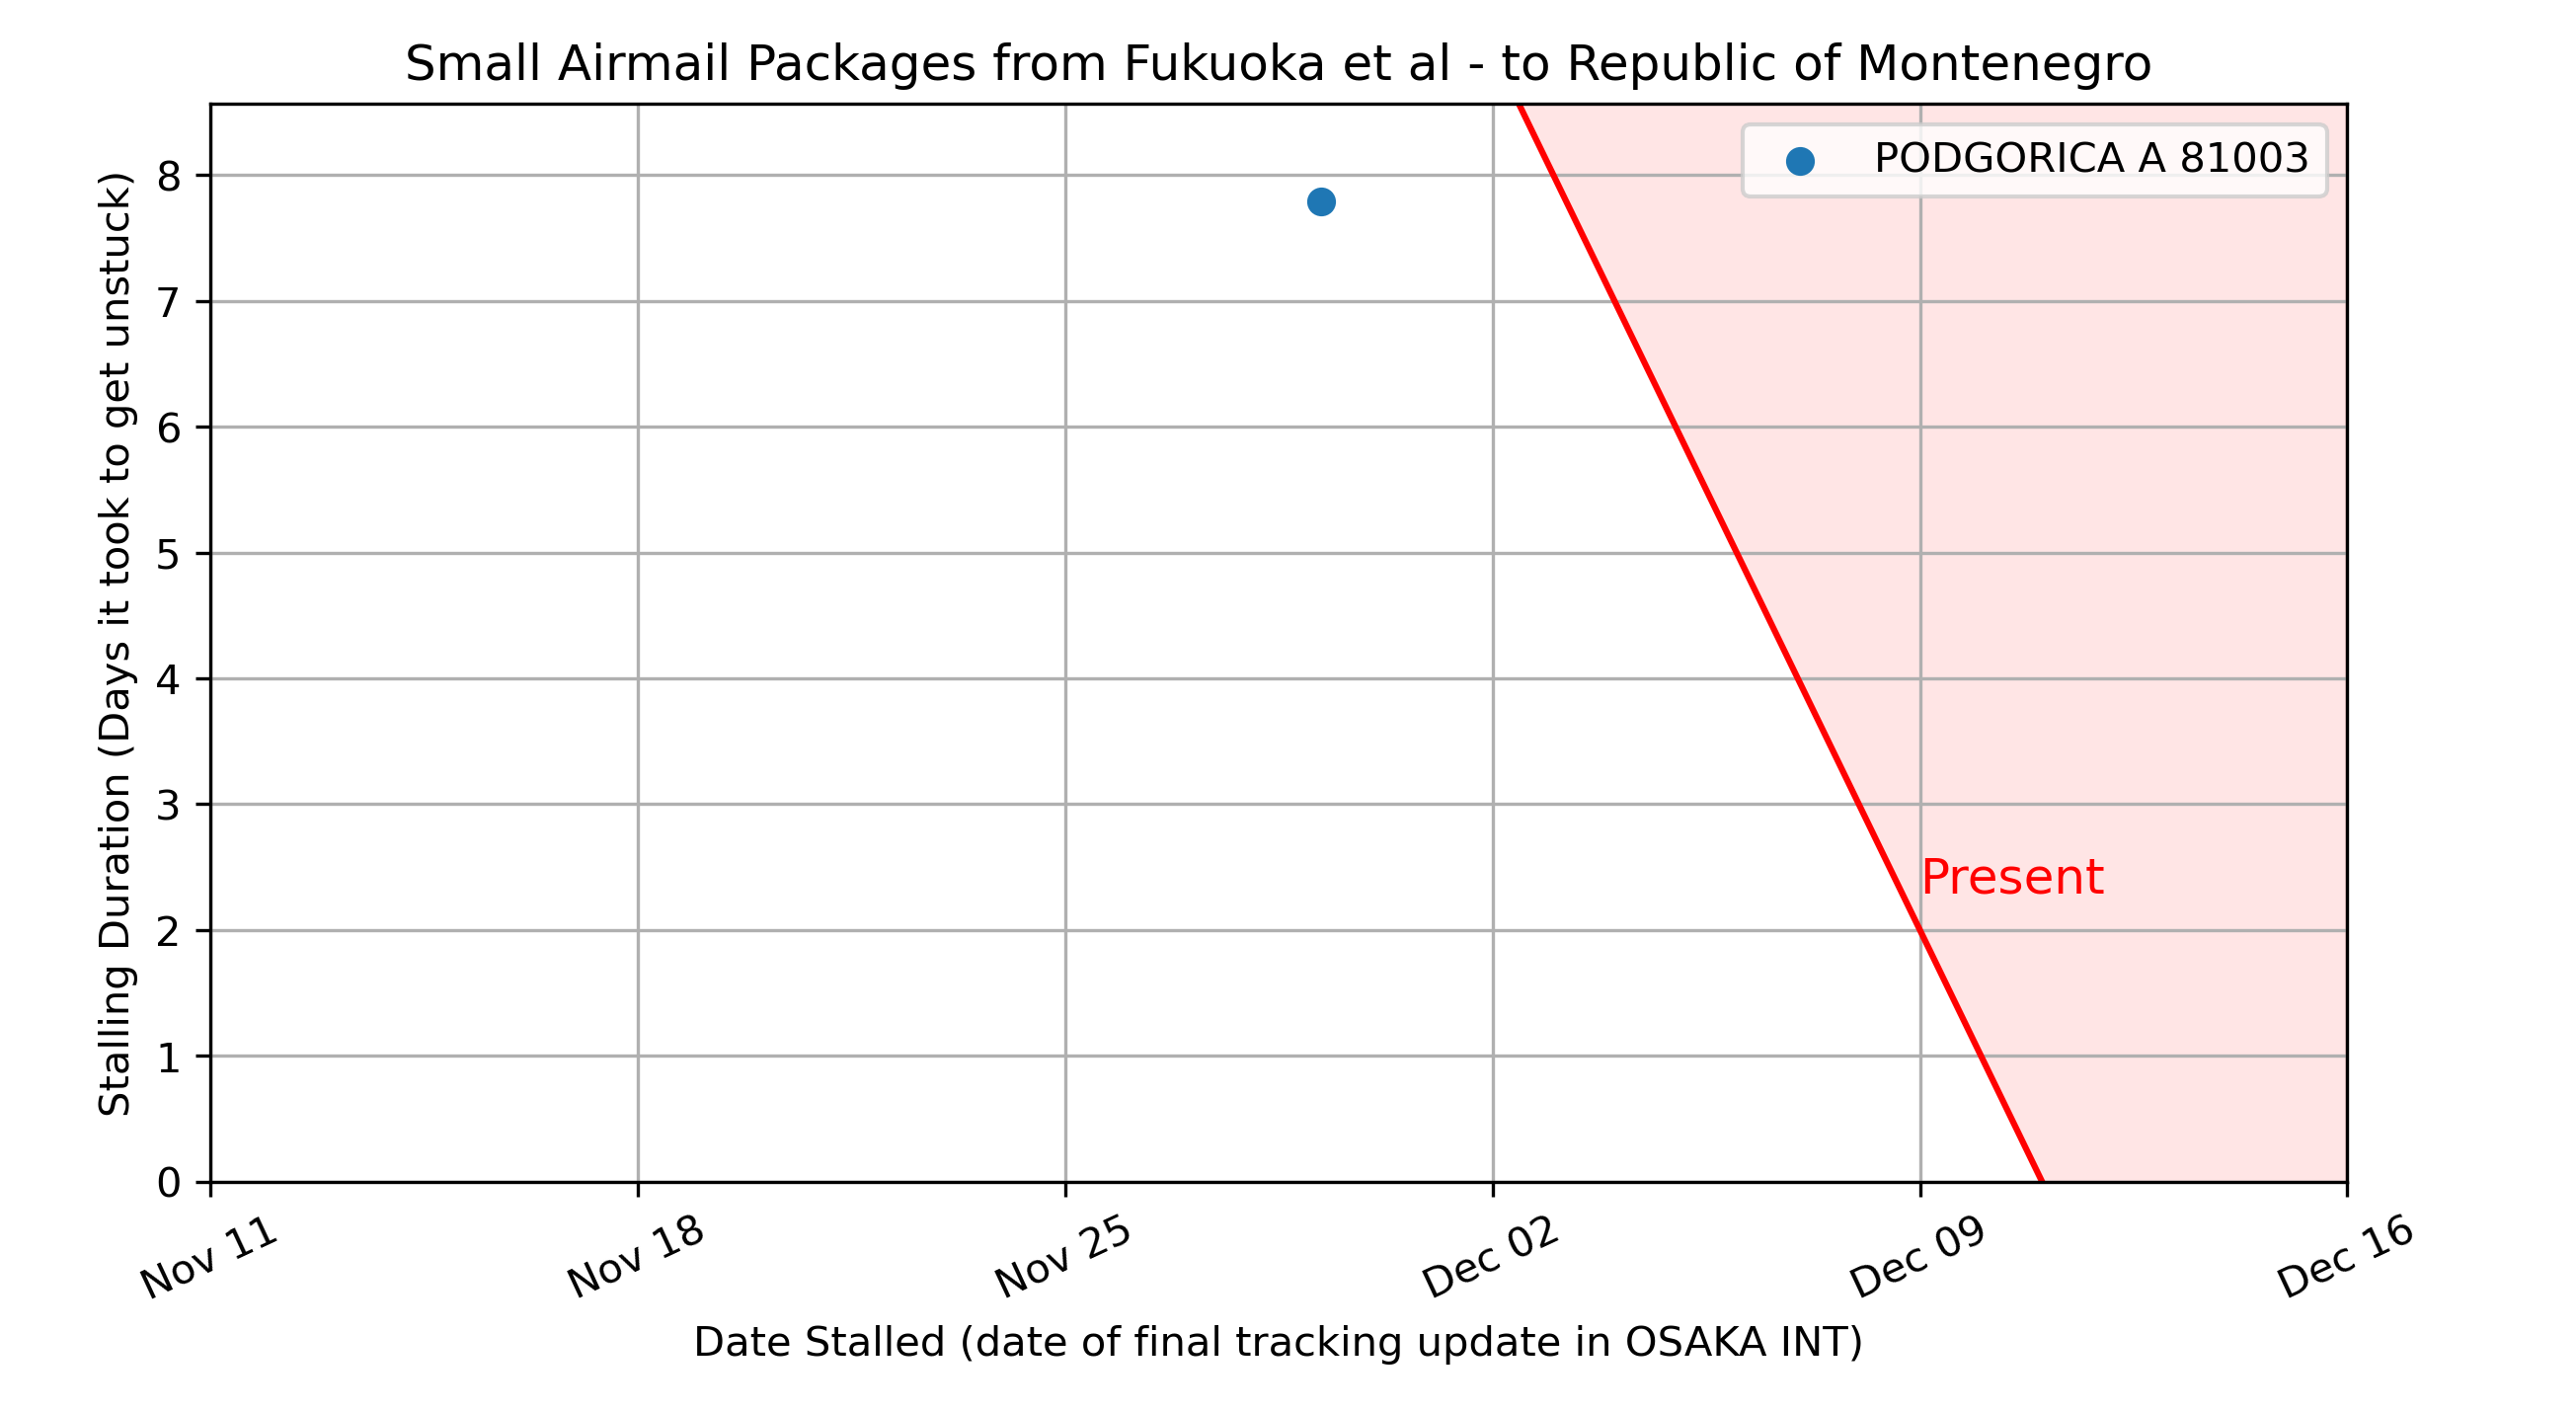 Small Airmail Packages from Fukuoka et al - to Republic of Montenegro
PODGORICA A 81003
Stalling Duration (Days it took to get unstuck)
8
7
6
5
4
3
2
1
0
Present
Nov 11
Nov 18
Nov 25
Dec 02
Dec 09
Dec 16
Date Stalled (date of final tracking update in OSAKA INT)